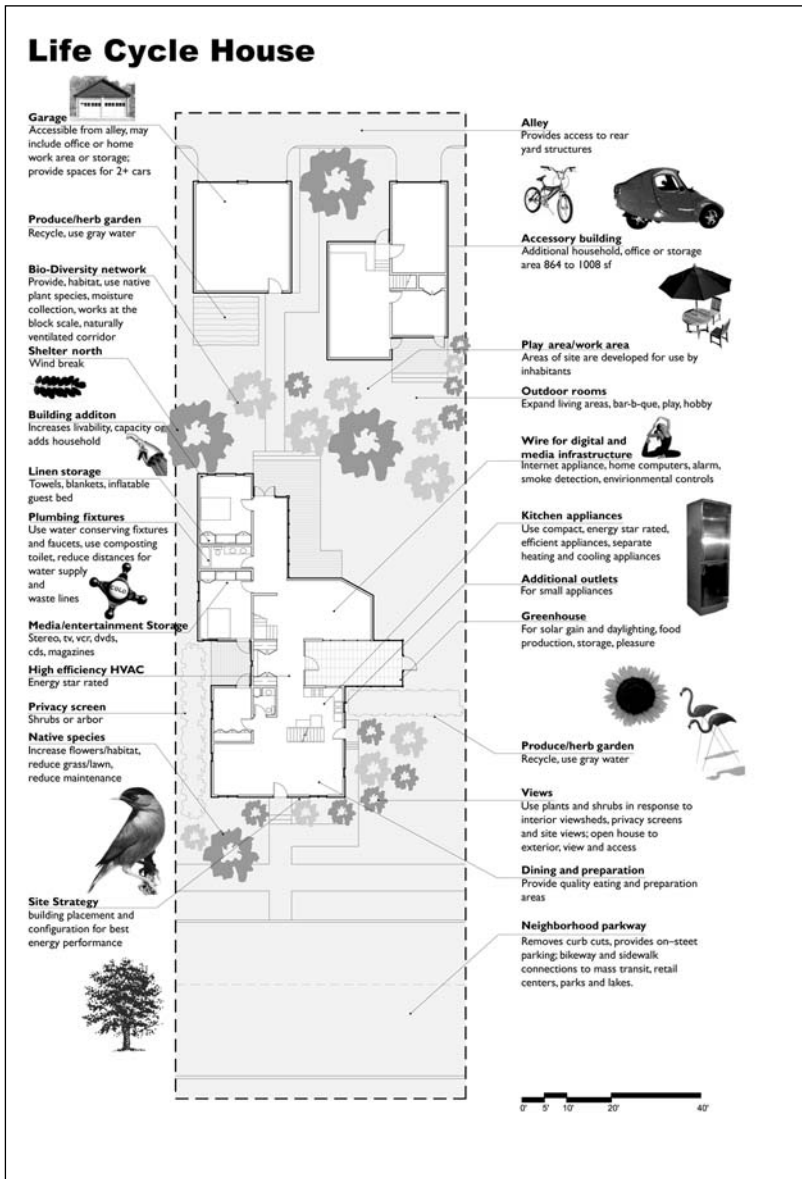 Life Cycle House
Garage
Accessible from alley, may
include office or home
work area or storage;
provide spaces for 2+ cars
Produce/herb garden
Recycle, use gray water
Bio-Diversity network
Provide, habitat, use native
plant species, moisture
collection, works at the
block scale, naturally
ventilated corridor
Shelter north
Wind break
Building additon
Increases livability, capacity or
adds household
Linen storage
Towels, blankets, inflatable
guest bed
Plumbing fixtures
Use water conserving fixtures
and faucets, use composting
toilet, reduce distances for
water supply
and
waste lines
COLD
Media/entertainment Storage
Stereo, tv, vcr, dvds,
cds, magazines
High efficiency HVAC
Energy star rated
Privacy screen
Shrubs or arbor
Native species
Increase flowers/habitat,
reduce grass/lawn,
reduce maintenance
Site Strategy
building placement and
configuration for best
energy performance
Alley
Provides access to rear
yard structures
Accessory building
Additional household, office or storage
area 864 to 1008 sf
Play area/work area
Areas of site are developed for use by
inhabitants
Outdoor rooms
Expand living areas, bar-b-que, play, hobby
Wire for digital and
media infrastructure
Internet appliance, home computers, alarm,
smoke detection, envirionmental controls
Kitchen appliances
Use compact, energy star rated,
efficient appliances, separate
heating and cooling appliances
Additional outlets
For small appliances
Greenhouse
For solar gain and daylighting, food
production, storage, pleasure
Produce/herb garden
Recycle, use gray water
Views
Use plants and shrubs in response to
interior viewsheds, privacy screens
and site views; open house to
exterior, view and access
Dining and preparation
Provide quality eating and preparation
areas
Neighborhood parkway
Removes curb cuts, provides on–steet
parking; bikeway and sidewalk
connections to mass transit, retail
centers, parks and lakes.
0' 5' 10' 20' 40'